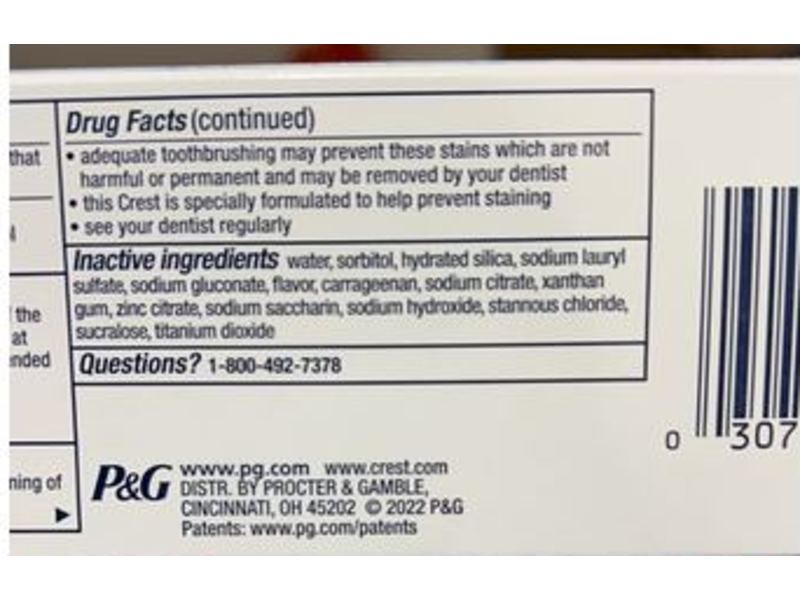 Drug Facts (continued)
that
• adequate toothbrushing may prevent these stains which are not
harmful or permanent and may be removed by your dentist
• this Crest is specially formulated to help prevent staining
• see your dentist regularly
Inactive ingredients water, sorbitol, hydrated silica, sodium lauryl
sulfate, sodium gluconate, flavor, carrageenan, sodium citrate, xanthan
gum, zinc citrate, sodium saccharin, sodium hydroxide, stannous chloride,
sucralose, titanium dioxide
the
at
nded
Questions? 1-800-492-7378
ning of
P&G
www.pg.com www.crest.com
DISTR. BY PROCTER & GAMBLE,
CINCINNATI, OH 45202 © 2022 P&G
Patents: www.pg.com/patents
0 307